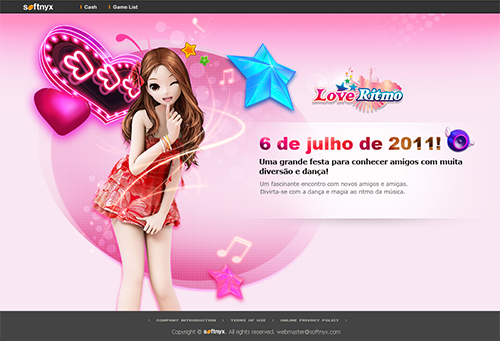 softnyx
Cash
Game List
Love Ritmo
6 de julho de 2011!
Uma grande festa para conhecer amigos com muita
diversão e dança!
Um fascinante encontro com novos amigos e amigas.
Divirta-se com a dança e magia ao ritmo da música.
| COMPANY INTRODUCTION | TERMS OF USE | ONLINE PRIVACY POLICY |
Copyright © softnyx. All rights reserved. webmaster@softnyx.com